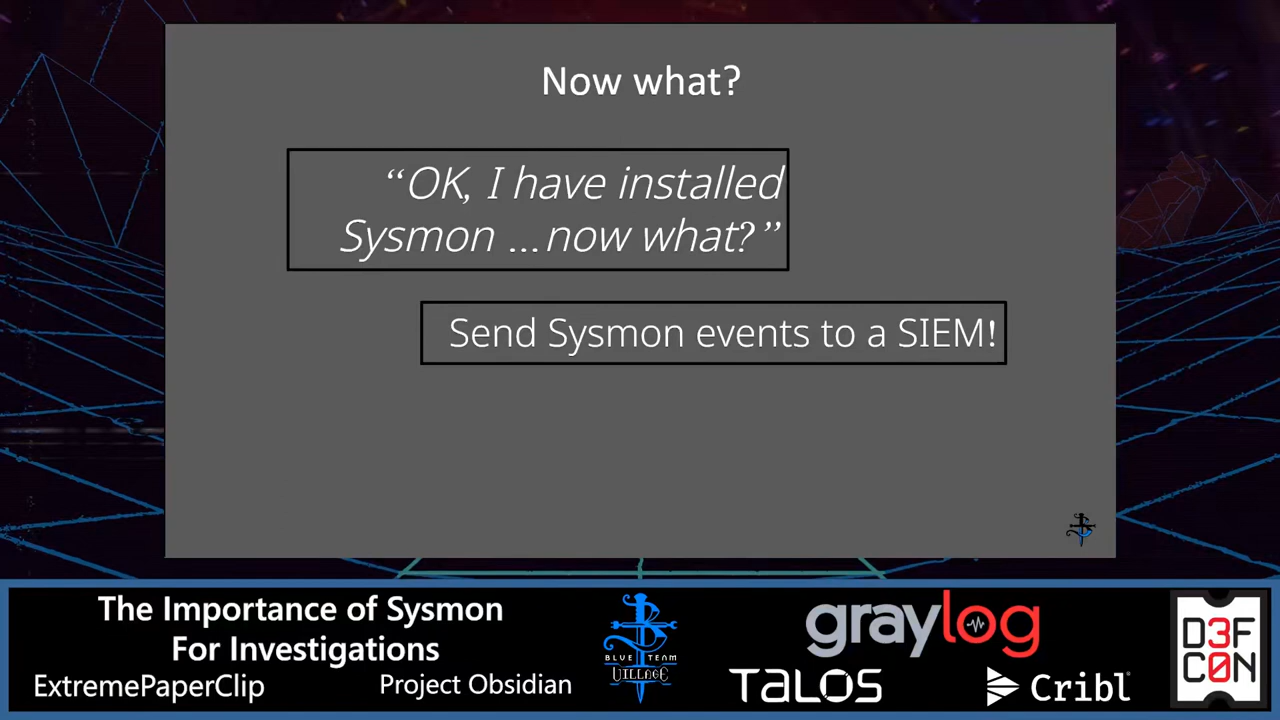 Now what?
“OK, I have installed
Sysmon …now what?”
Send Sysmon events to a SIEM!
The Importance of Sysmon
For Investigations
ExtremePaperClip
Project Obsidian
BLUE TEAM
VILLAGE
graylog
TALOS
Cribl
D3F
C0N